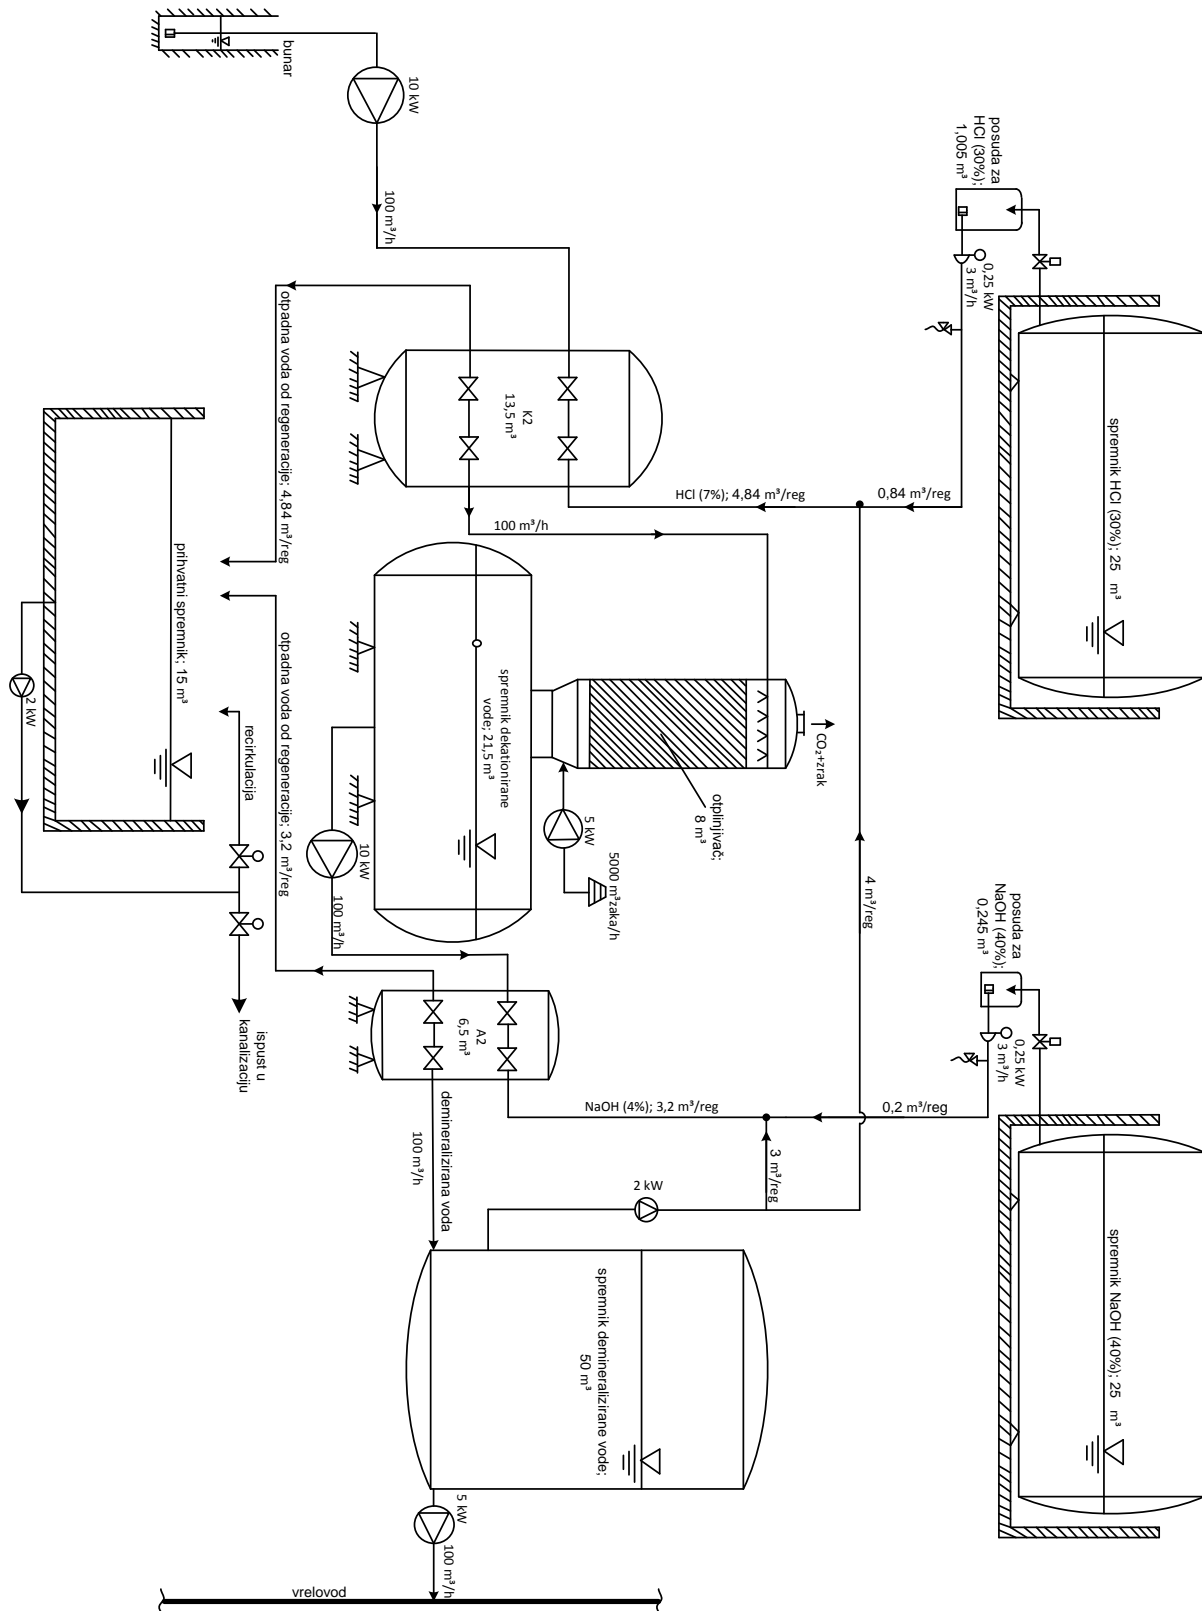 bunar
10 kW
100 m³/h
posuda za
HCl (30%);
1,005 m³
0,25 kW
3 m³/h
spremnik HCl (30%); 25 m³
0,84 m³/reg
HCl (7%); 4,84 m³/reg
K2
13,5 m³
100 m³/h
otpadna voda od regeneracije; 4,84 m³/reg
prihvatni spremnik; 15 m³
2 kW
recirkulacija
ispust u
kanalizaciju
otpadna voda od regeneracije; 3,2 m³/reg
spremnik dekationirane
vode; 21,5 m³
CO₂+zrak
otplinjivač;
8 m³
5 kW
5000 m³zaka/h
10 kW
100 m³/h
4 m³/reg
posuda za
NaOH (40%);
0,245 m³
0,25 kW
3 m³/h
spremnik NaOH (40%); 25 m³
0,2 m³/reg
NaOH (4%); 3,2 m³/reg
3 m³/reg
A2
6,5 m³
demineralizirana voda
100 m³/h
2 kW
spremnik demineralizirane vode;
50 m³
5 kW
100 m³/h
vrelovod